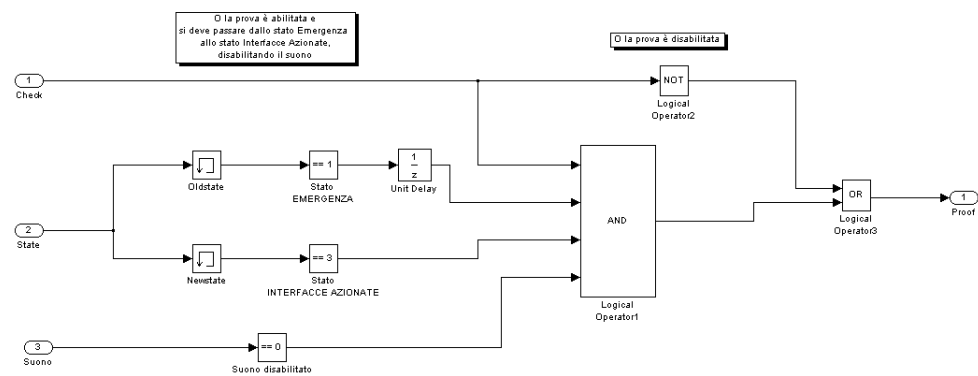 O la prova è abilitata e
si deve passare dallo stato Emergenza
allo stato Interfacce Azionate,
disabilitando il suono
O la prova è disabilitata
1
Check
NOT
Logical
Operator2
Oldstate
== 1
Stato
EMERGENZA
1
z
Unit Delay
AND
Logical
Operator1
OR
Logical
Operator3
1
Proof
2
State
Newstate
== 3
Stato
INTERFACCE AZIONATE
3
Suono
== 0
Suono disabilitato